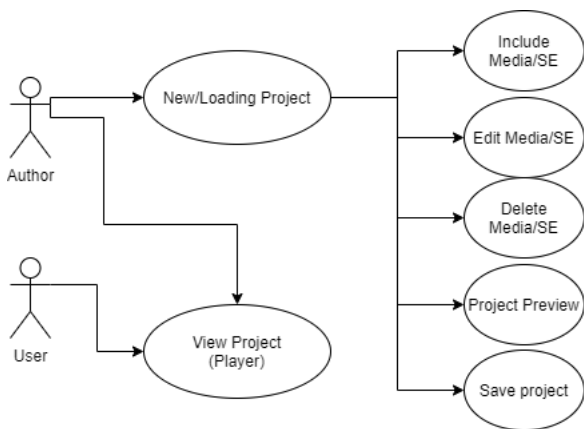 Include
Media/SE
New/Loading Project
Edit Media/SE
Author
Delete
Media/SE
Project Preview
User
View Project
(Player)
Save project